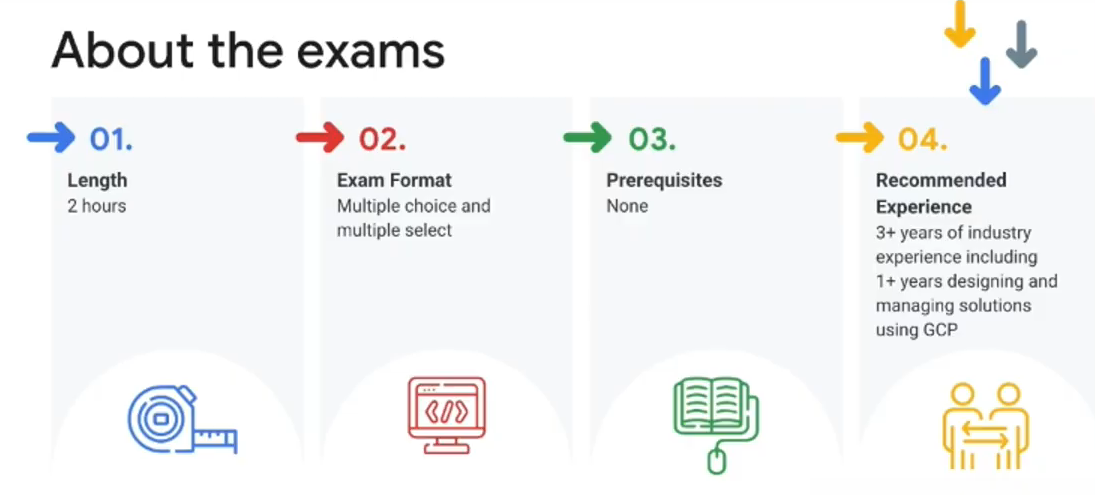 About the exams
01.
Length
2 hours
02.
Exam Format
Multiple choice and
multiple select
03.
Prerequisites
None
04.
Recommended
Experience
3+ years of industry
experience including
1+ years designing and
managing solutions
using GCP